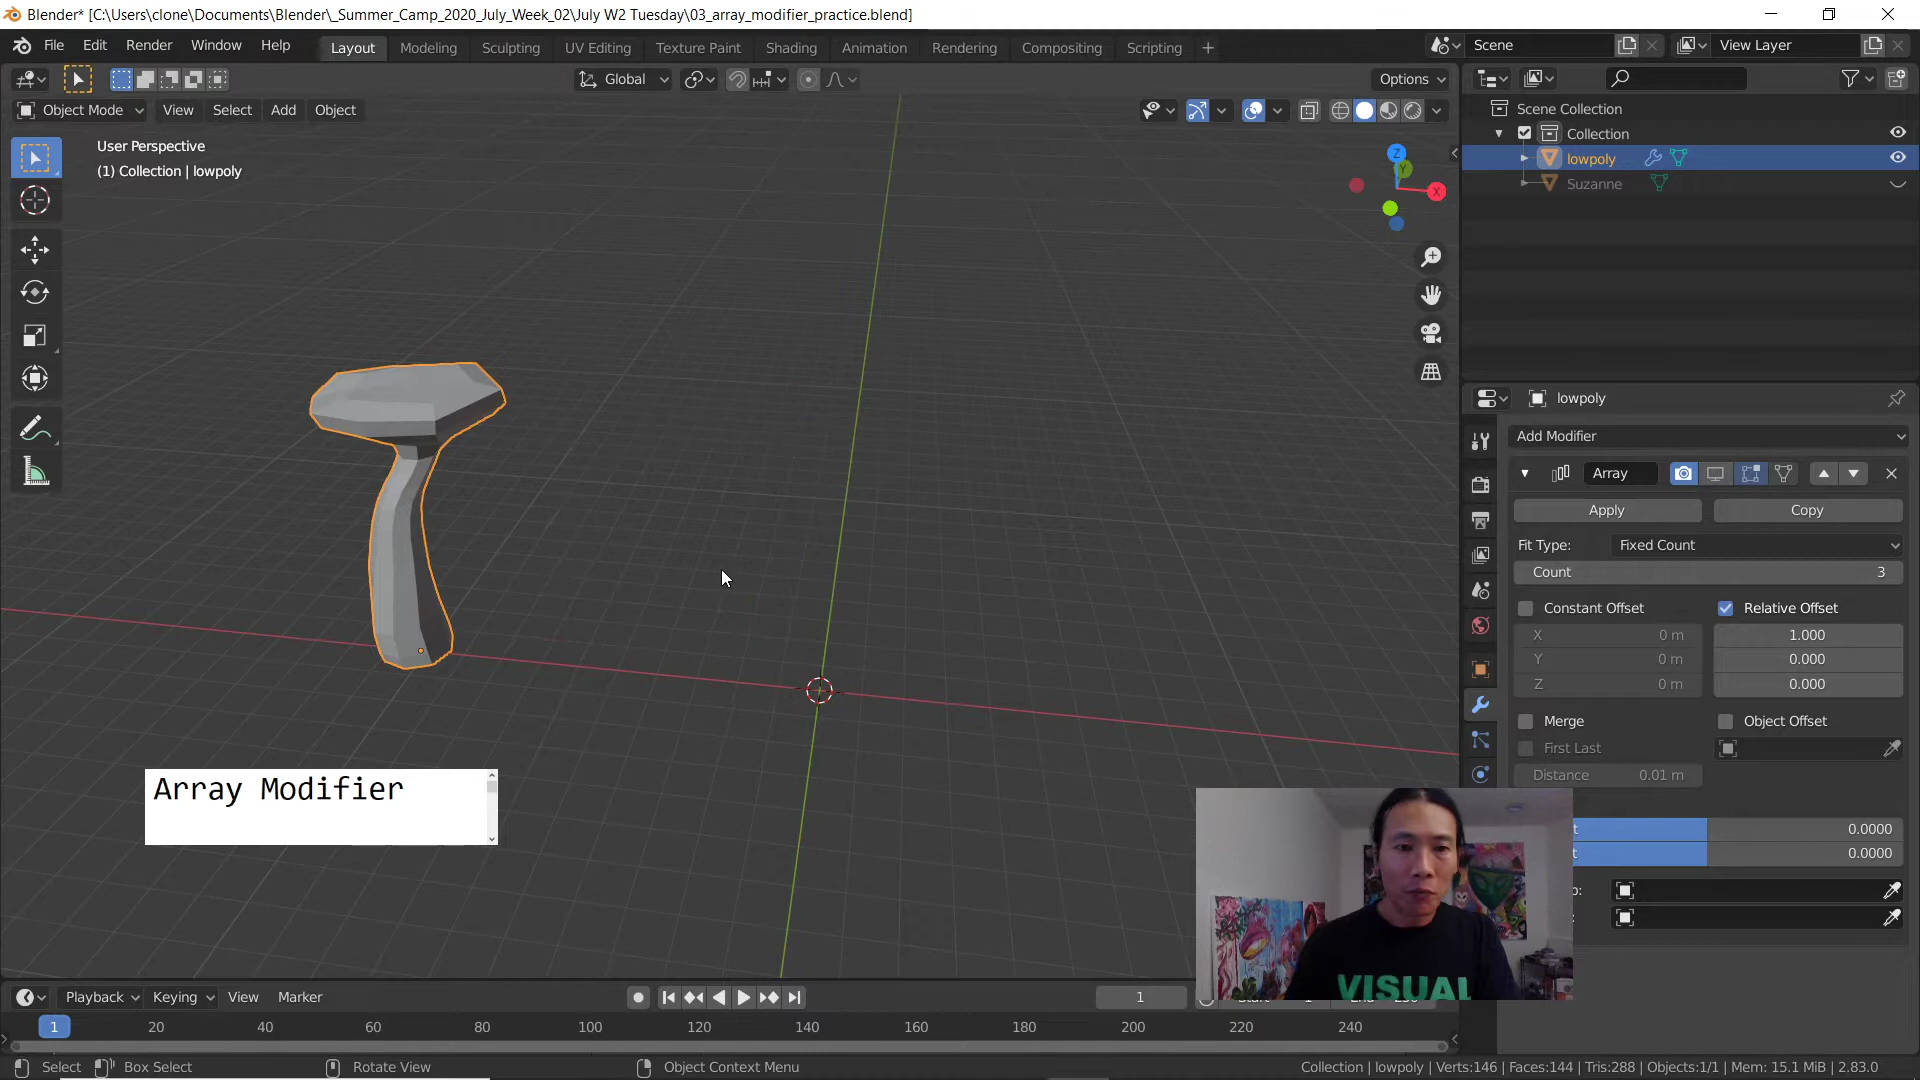 Blender* [C:\Users\clone\Documents\Blender\_Summer_Camp_2020_July_Week_02\July W2 Tuesday\03_array_modifier_practice.blend]
File Edit Render Window Help Layout Modeling Sculpting UV Editing Texture Paint Shading Animation Rendering Compositing Scripting + Scene View Layer
Global Options
Object Mode View Select Add Object
User Perspective
(1) Collection | lowpoly
Z
Y
X
Scene Collection
Collection
lowpoly
Suzanne
lowpoly
Add Modifier
Array
Apply Copy
Fit Type: Fixed Count
Count 3
Constant Offset Relative Offset
X 0 m 1.000
Y 0 m 0.000
Z 0 m 0.000
Merge Object Offset
First Last
Distance 0.01 m
t 0.0000
t 0.0000
Array Modifier
VISUAL
Playback Keying View Marker 1
1 20 40 60 80 100 120 140 160 180 200 220 240
Select Box Select Rotate View Object Context Menu Collection | lowpoly | Verts:146 | Faces:144 | Tris:288 | Objects:1/1 | Mem: 15.1 MiB | 2.83.0